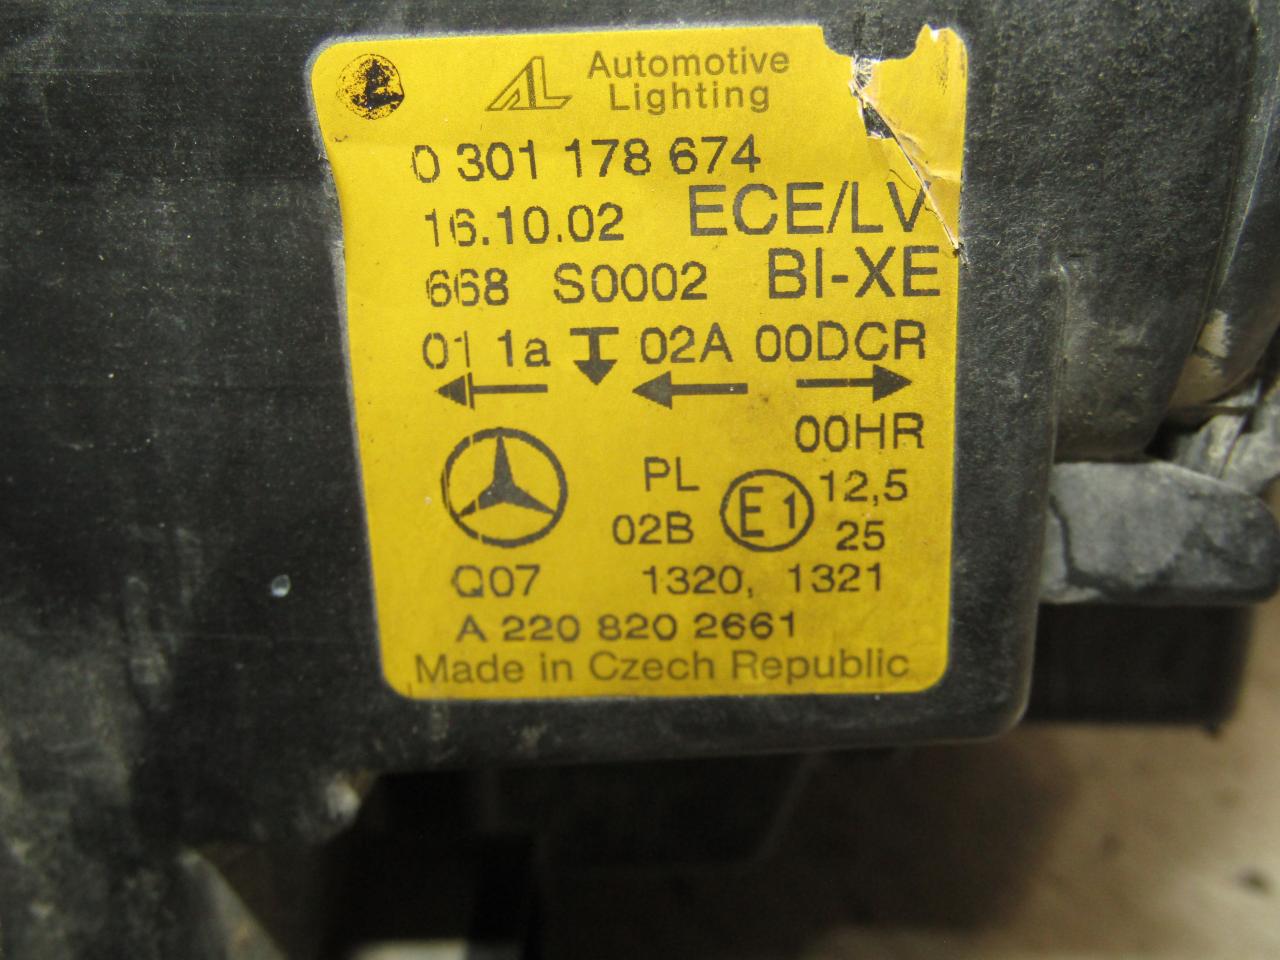 AL Automotive
Lighting
0 301 178 674
16.10.02 ECE/LV
668 S0002 BI-XE
01 1a 02A 00DCR
00HR
PL E1 12,5
02B 25
Q07 1320, 1321
A 220 820 2661
Made in Czech Republic